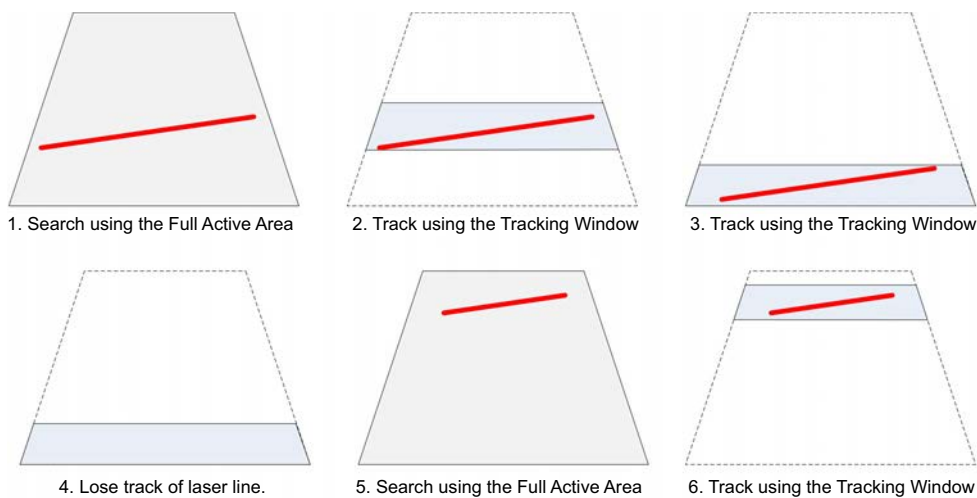 1. Search using the Full Active Area
2. Track using the Tracking Window
3. Track using the Tracking Window
4. Lose track of laser line.
5. Search using the Full Active Area
6. Track using the Tracking Window